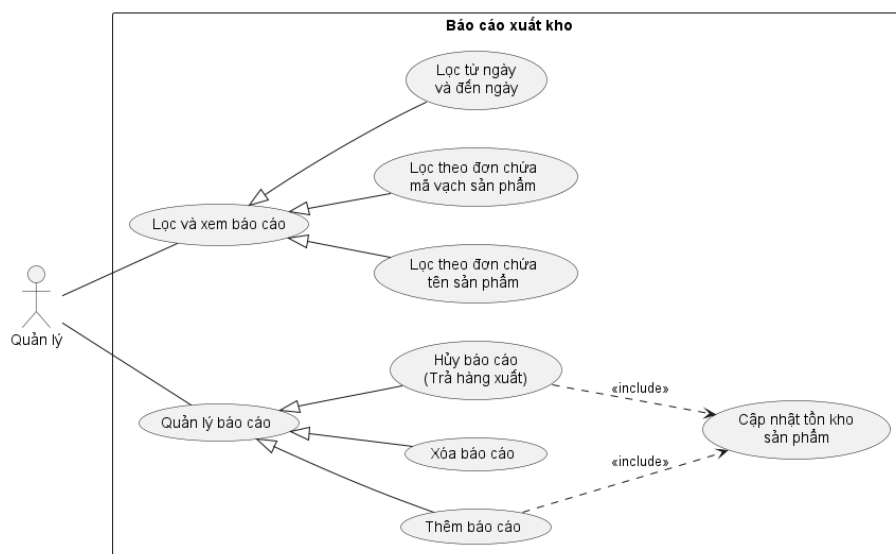 Báo cáo xuất kho
Lọc từ ngày
và đến ngày
Lọc theo đơn chứa
mã vạch sản phẩm
Lọc và xem báo cáo
Lọc theo đơn chứa
tên sản phẩm
Quản lý
Hủy báo cáo
(Trả hàng xuất)
«include»
Quản lý báo cáo
Cập nhật tồn kho
sản phẩm
Xóa báo cáo
«include»
Thêm báo cáo